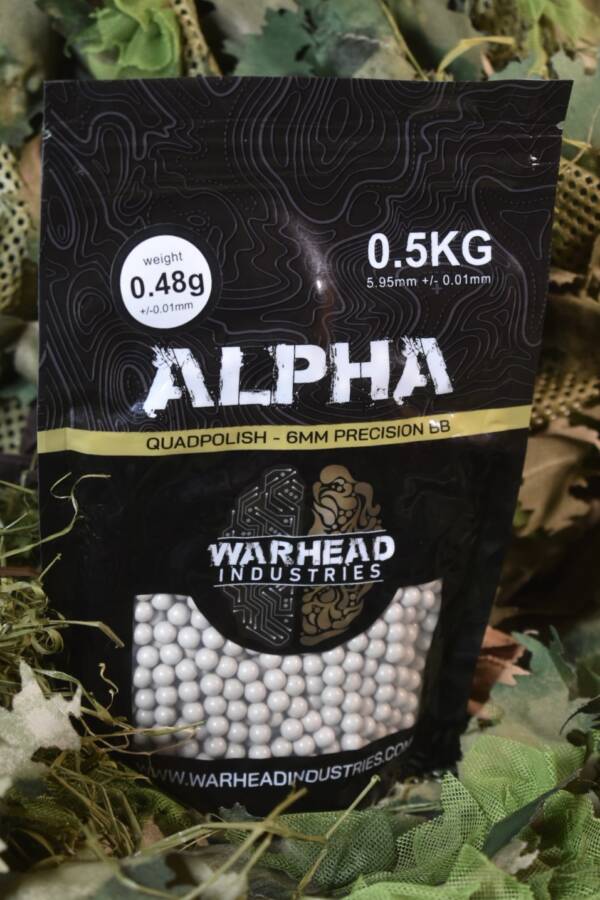 weight
0.48g
+/-0.01mm
0.5KG
5.95mm +/- 0.01mm
ALPHA
QUADPOLISH - 6MM PRECISION BB
WARHEAD
INDUSTRIES
WWW.WARHEADINDUSTRIES.COM